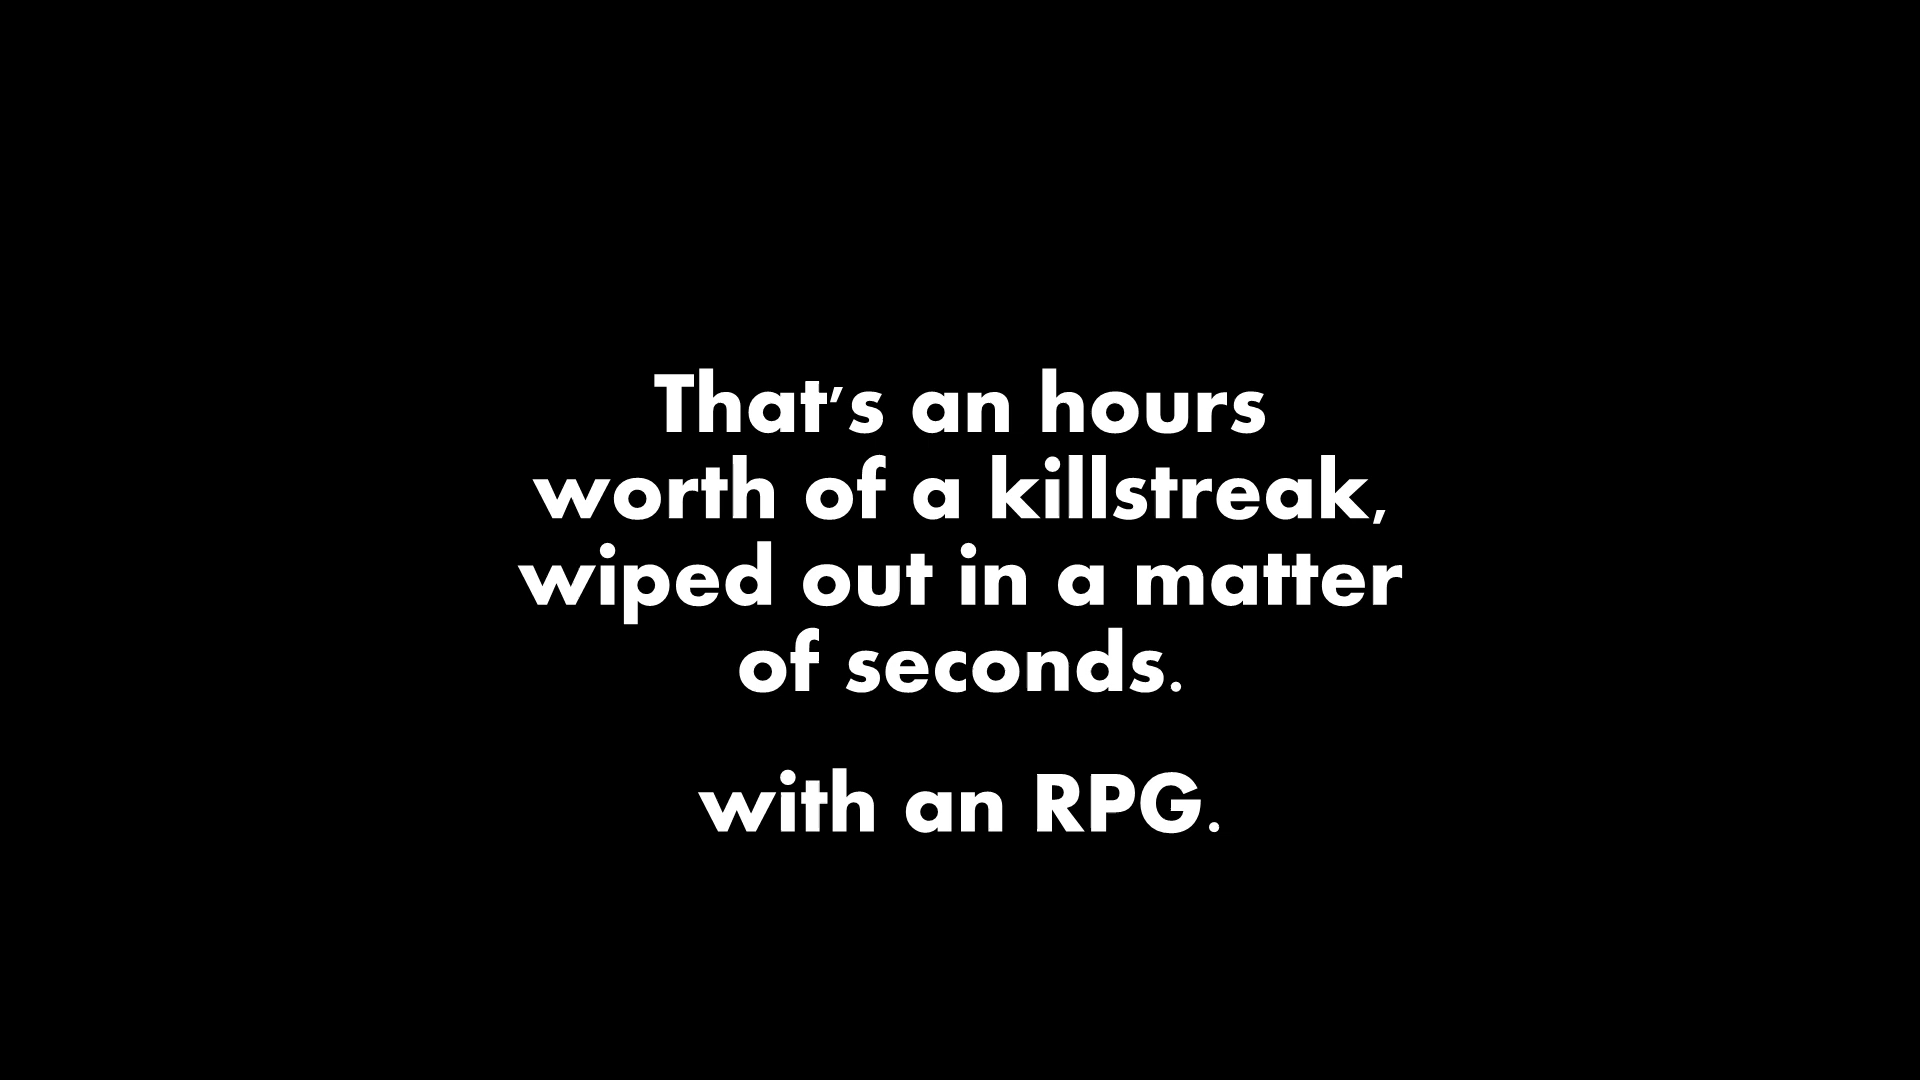 That's an hours
worth of a killstreak,
wiped out in a matter
of seconds.
with an RPG.